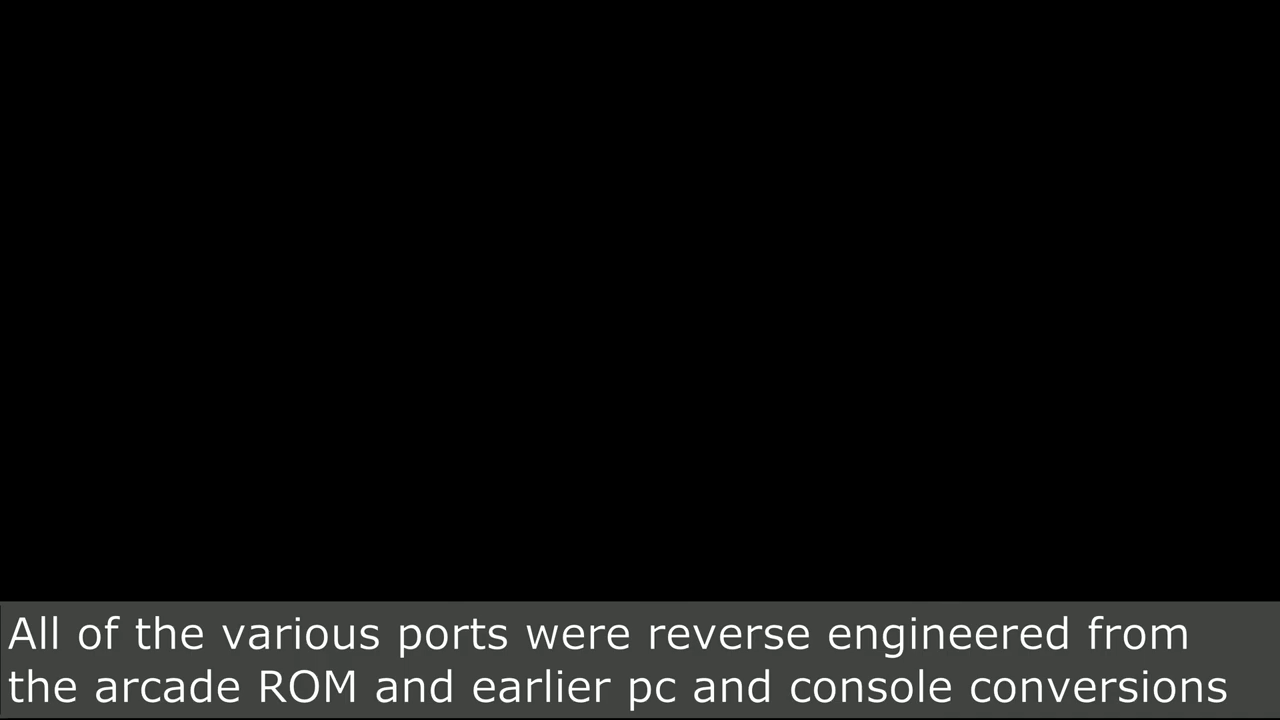 All of the various ports were reverse engineered from
the arcade ROM and earlier pc and console conversions